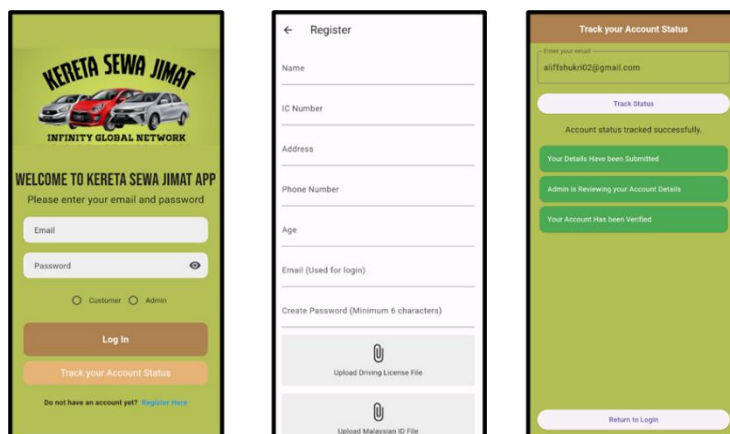 KERETA SEWA JIMAT
INFINITY GLOBAL NETWORK
WELCOME TO KERETA SEWA JIMAT APP
Please enter your email and password
Email
Password
Customer
Admin
Log In
Track your Account Status
Do not have an account yet? Register Here
Register
Name
IC Number
Address
Phone Number
Age
Email (Used for login)
Create Password (Minimum 6 characters)
Upload Driving License File
Upload Malaysian ID File
Track your Account Status
Enter your email
aliffshukri02@gmail.com
Track Status
Account status tracked successfully.
Your Details Have been Submitted
Admin is Reviewing your Account Details
Your Account Has been Verified
Return to Login